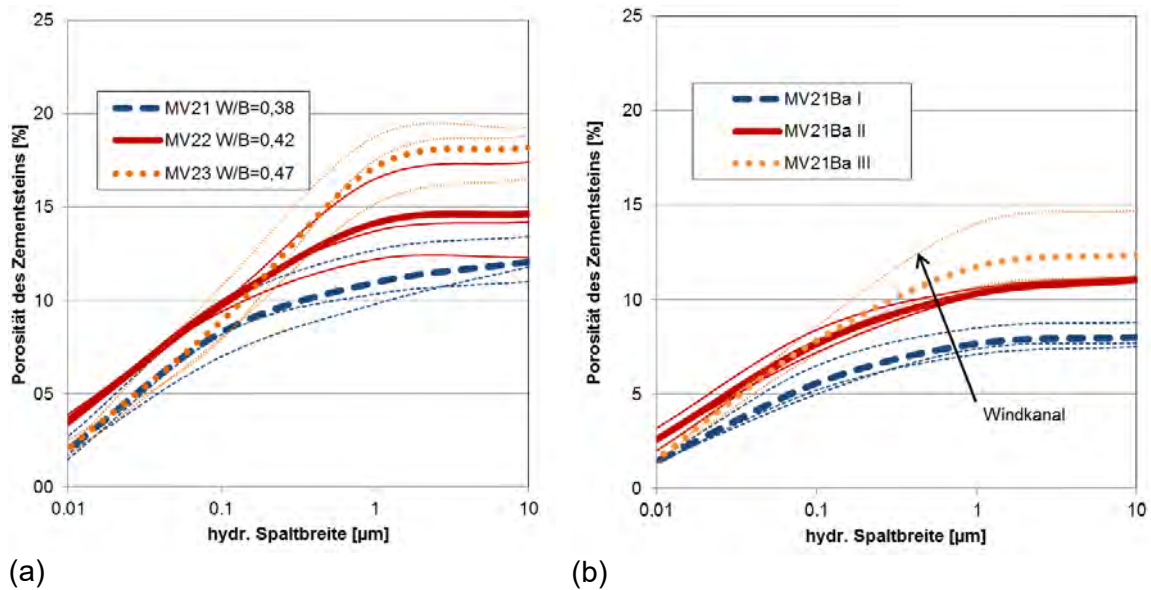 25
20
15
10
05
00
Porosität des Zementsteins [%]
MV21 W/B=0,38
MV22 W/B=0,42
MV23 W/B=0,47
0.01 0.1 1 10
hydr. Spaltbreite [µm]
(a)
25
20
15
10
5
0
Porosität des Zementsteins [%]
MV21Ba I
MV21Ba II
MV21Ba III
Windkanal
0.01 0.1 1 10
hydr. Spaltbreite [µm]
(b)